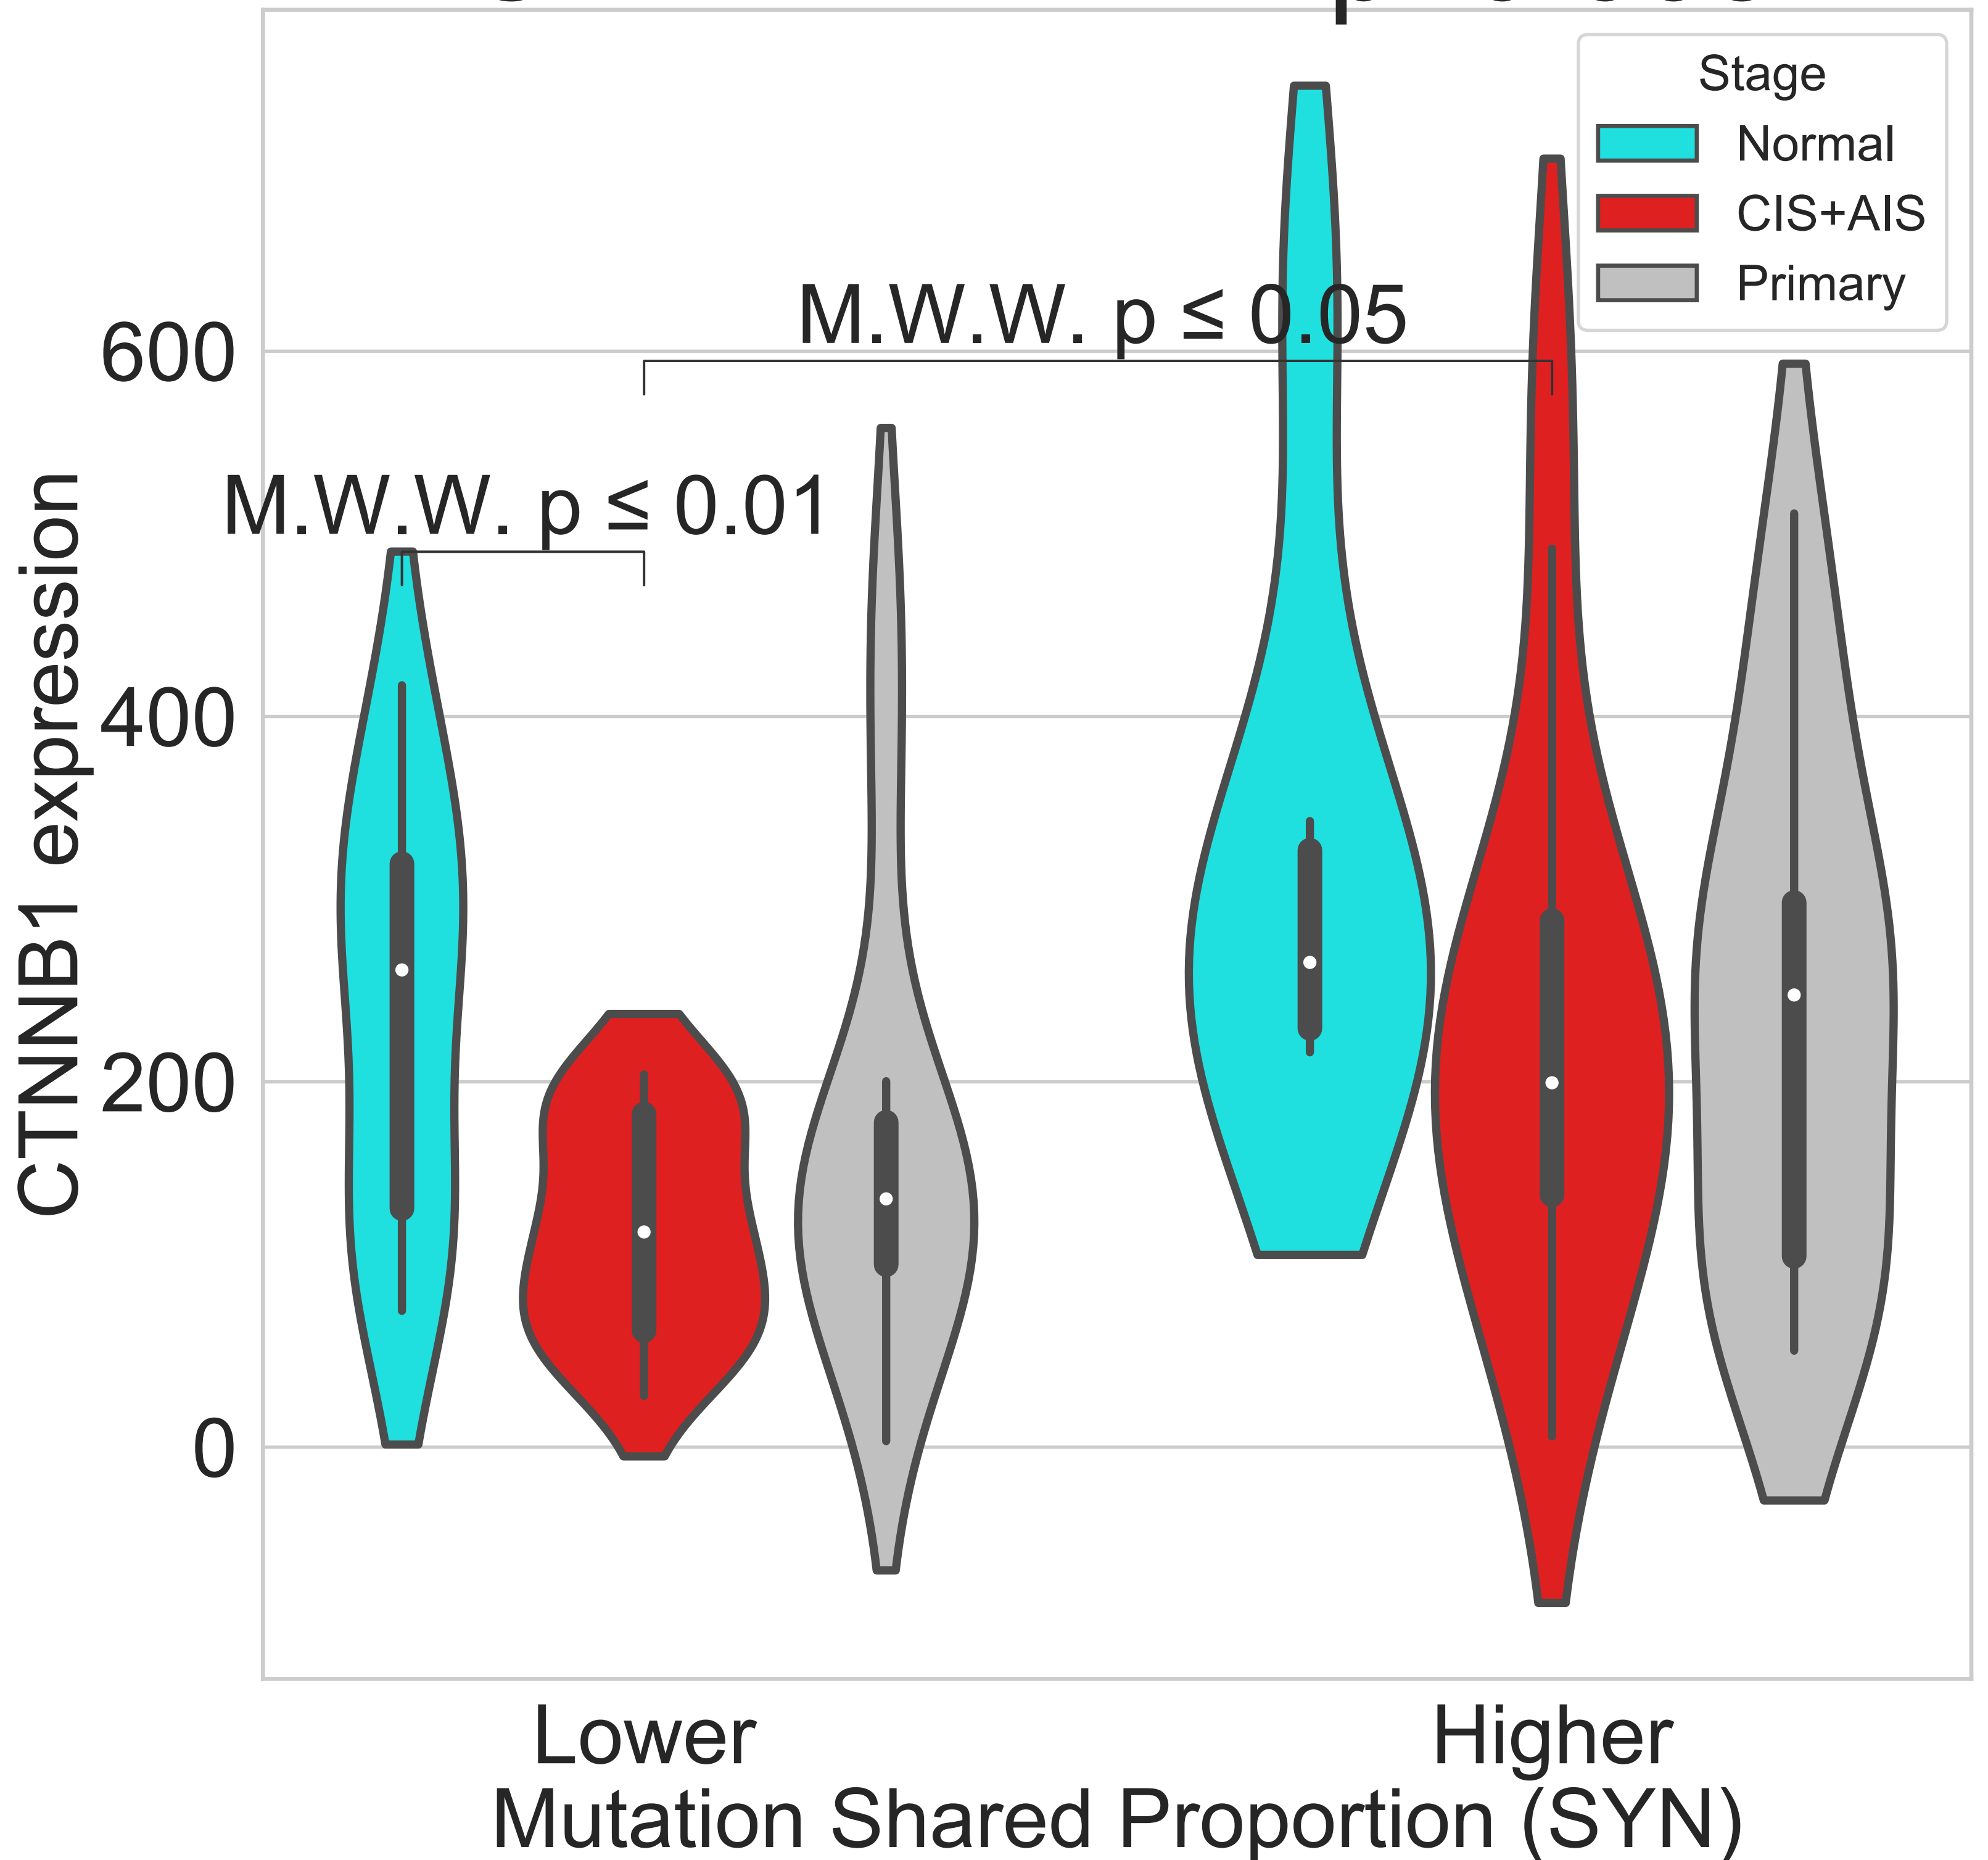 Stage
Normal
CIS+AIS
Primary
M.W.W. p ≤ 0.05
M.W.W. p ≤ 0.01
CTNNB1 expression
600
400
200
0
Lower
Higher
Mutation Shared Proportion (SYN)